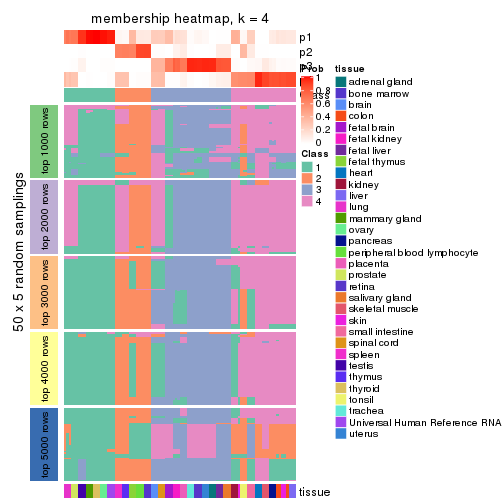 membership heatmap, k = 4
p1
p2
p3
Prob
1
0.8
0.6
0.4
0.2
0
Class
1
2
3
4
tissue
adrenal gland
bone marrow
brain
colon
fetal brain
fetal kidney
fetal liver
fetal thymus
heart
kidney
liver
lung
mammary gland
ovary
pancreas
peripheral blood lymphocyte
placenta
prostate
retina
salivary gland
skeletal muscle
skin
small intestine
spinal cord
spleen
testis
thymus
thyroid
tonsil
trachea
Universal Human Reference RNA
uterus
50 x 5 random samplings
top 1000 rows
top 2000 rows
top 3000 rows
top 4000 rows
top 5000 rows
tissue